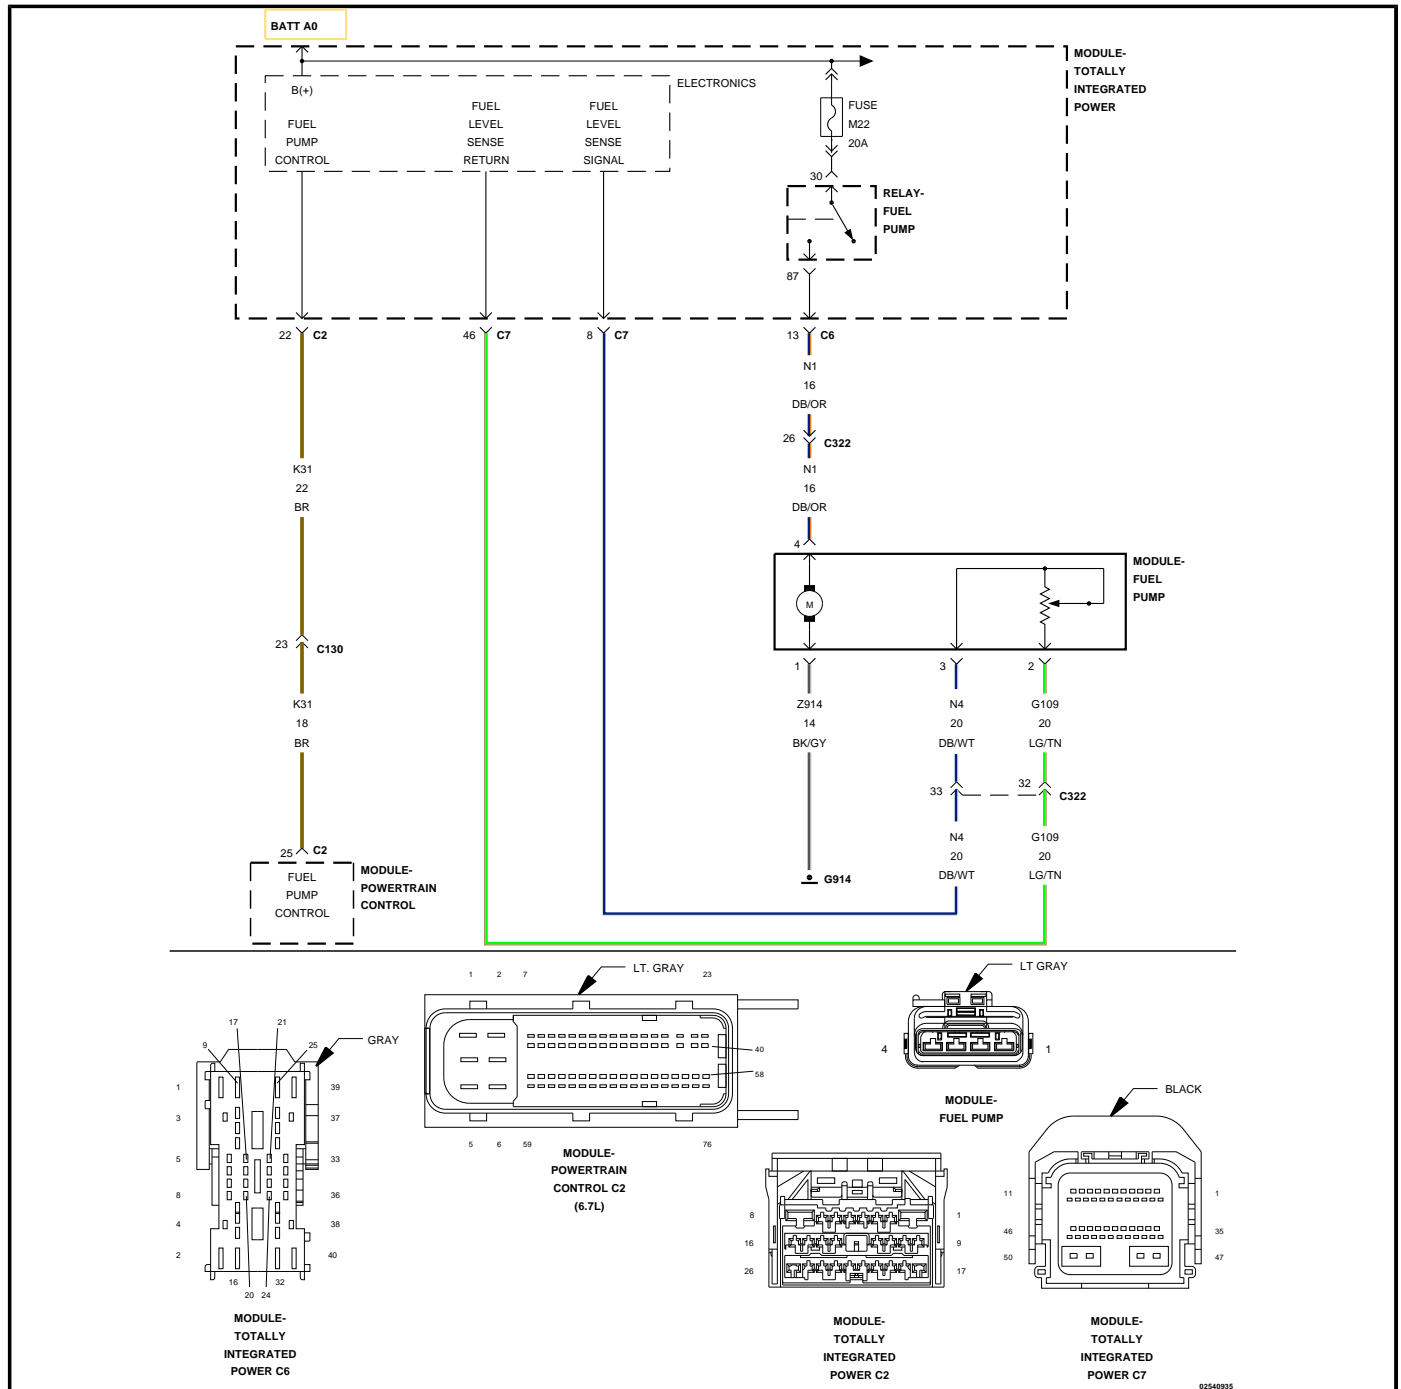 BATT A0
MODULE-
TOTALLY
INTEGRATED
POWER
ELECTRONICS
B(+)
FUEL
PUMP
CONTROL
FUEL
LEVEL
SENSE
RETURN
FUEL
LEVEL
SENSE
SIGNAL
FUSE
M22
20A
30
RELAY-
FUEL
PUMP
87
22 C2
46 C7
8 C7
13 C6
N1
16
DB/OR
26 C322
N1
16
DB/OR
4
K31
22
BR
MODULE-
FUEL
PUMP
M
23 C130
1
3
2
K31
18
BR
Z914
14
BK/GY
N4
20
DB/WT
G109
20
LG/TN
33
32
C322
N4
20
DB/WT
G109
20
LG/TN
25 C2
FUEL
PUMP
CONTROL
MODULE-
POWERTRAIN
CONTROL
G914
17
21
9
25
GRAY
1
39
3
37
5
33
8
36
4
38
2
40
16
32
20
24
MODULE-
TOTALLY
INTEGRATED
POWER C6
1
2
7
LT. GRAY
23
40
58
5
6
59
76
MODULE-
POWERTRAIN
CONTROL C2
(6.7L)
LT GRAY
4
1
MODULE-
FUEL PUMP
8
1
16
9
26
17
MODULE-
TOTALLY
INTEGRATED
POWER C2
BLACK
11
1
46
35
50
47
MODULE-
TOTALLY
INTEGRATED
POWER C7
02540935